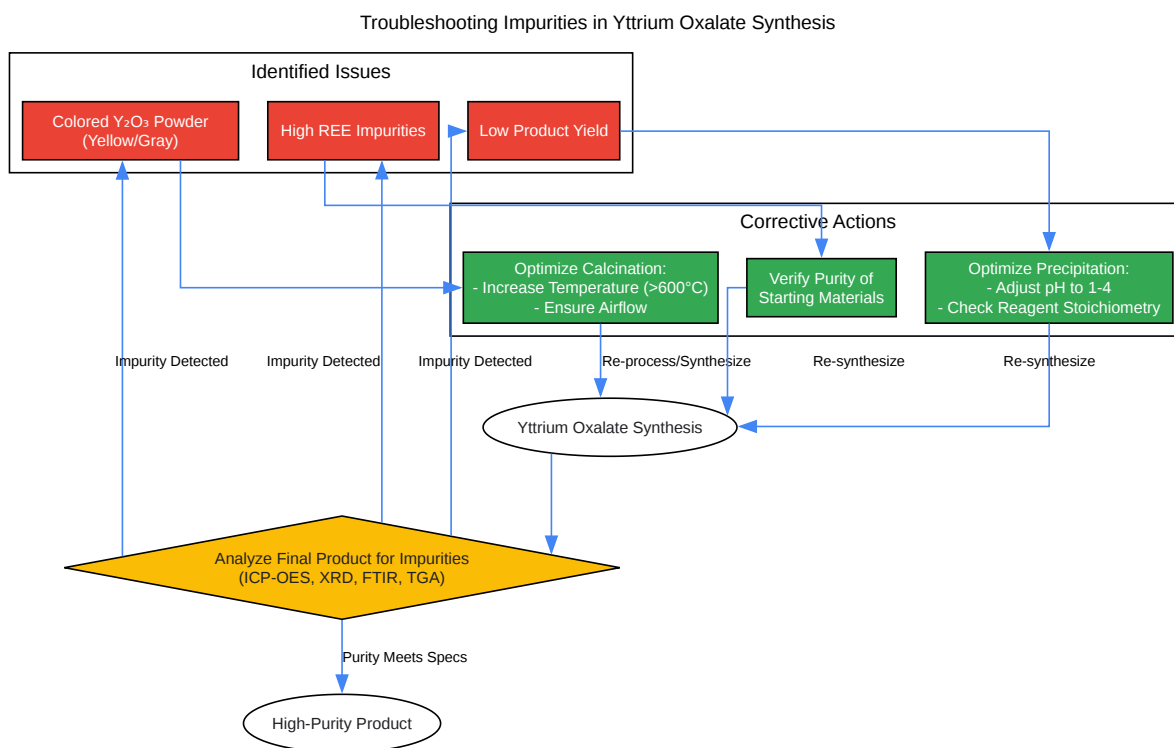 Troubleshooting Impurities in Yttrium Oxalate Synthesis
Identified Issues
Colored Y₂O₃ Powder
(Yellow/Gray)
High REE Impurities
Low Product Yield
Corrective Actions
Optimize Calcination:
- Increase Temperature (>600°C)
- Ensure Airflow
Verify Purity of
Starting Materials
Optimize Precipitation:
- Adjust pH to 1-4
- Check Reagent Stoichiometry
Impurity Detected
Impurity Detected
Impurity Detected
Re-process/Synthesize
Re-synthesize
Re-synthesize
Yttrium Oxalate Synthesis
Analyze Final Product for Impurities
(ICP-OES, XRD, FTIR, TGA)
Purity Meets Specs
High-Purity Product